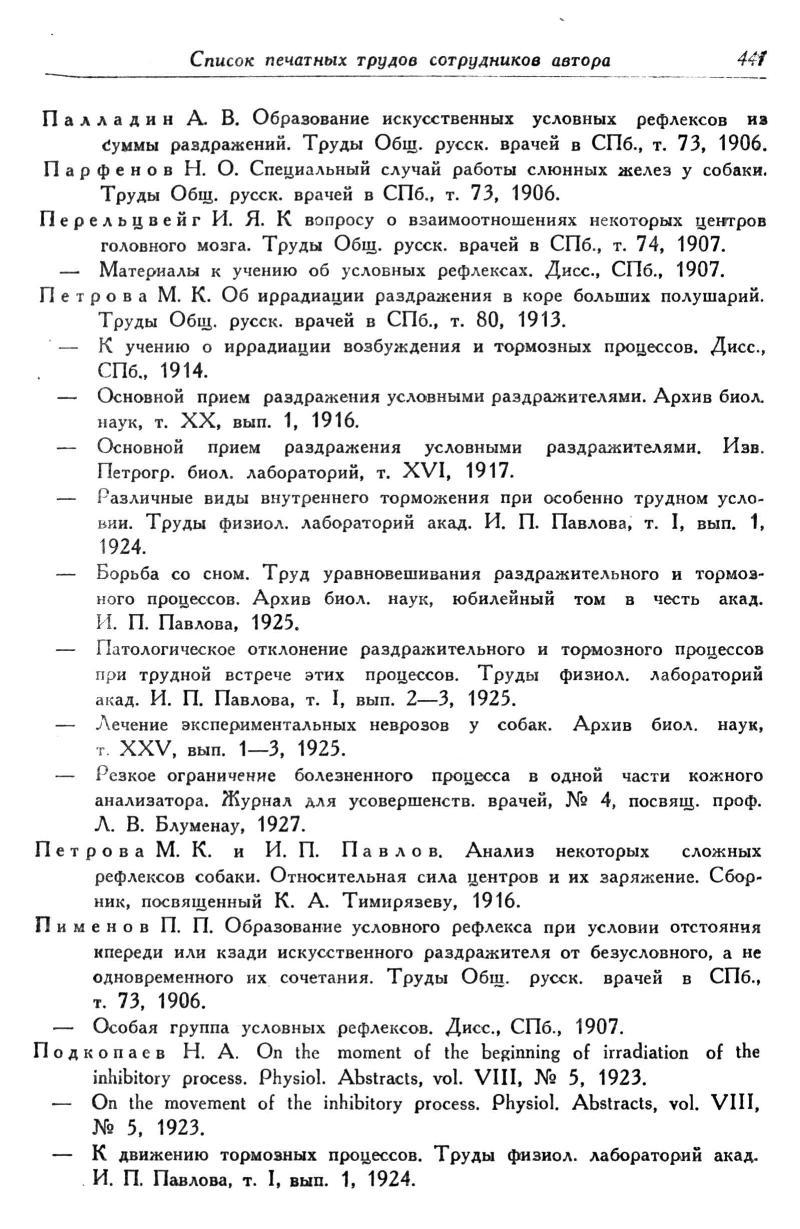 Список печатных трудов сотрудников автора 441
Палладин А. В. Образование искусственных условных рефлексов из
суммы раздражений. Труды Общ. русск. врачей в СПб., т. 73, 1906.
Парфенов Н. О. Специальный случай работы слюнных желез у собаки.
Труды Общ. русск. врачей в СПб., т. 73, 1906.
Перельцвейг И. Я. К вопросу о взаимоотношениях некоторых центров
головного мозга. Труды Общ. русск. врачей в СПб., т. 74, 1907.
— Материалы к учению об условных рефлексах. Дисс., СПб., 1907.
Петрова М. К. Об иррадиации раздражения в коре больших полушарий.
Труды Общ. русск. врачей в СПб., т. 80, 1913.
— К учению о иррадиации возбуждения и тормозных процессов. Дисс.,
СПб., 1914.
— Основной прием раздражения условными раздражителями. Архив биол.
наук, т. XX, вып. 1, 1916.
— Основной прием раздражения условными раздражителями. Изв.
Петрогр. биол. лабораторий, т. XVI, 1917.
— Различные виды внутреннего торможения при особенно трудном усло-
вии. Труды физиол. лабораторий акад. И. П. Павлова, т. I, вып. 1,
1924.
— Борьба со сном. Труд уравновешивания раздражительного и тормоз-
ного процессов. Архив биол. наук, юбилейный том в честь акад.
И. П. Павлова, 1925.
— Патологическое отклонение раздражительного и тормозного процессов
при трудной встрече этих процессов. Труды физиол. лабораторий
акад. И. П. Павлова, т. I, вып. 2—3, 1925.
— Лечение экспериментальных неврозов у собак. Архив биол. наук,
т. XXV, вып. 1—3, 1925.
— Резкое ограничение болезненного процесса в одной части кожного
анализатора. Журнал для усовершенств. врачей, № 4, посвящ. проф.
Л. В. Блуменау, 1927.
Петрова М. К. и И. П. Павлов. Анализ некоторых сложных
рефлексов собаки. Относительная сила центров и их заряжение. Сбор-
ник, посвященный К. А. Тимирязеву, 1916.
Пименов П. П. Образование условного рефлекса при условии отстояния
кпереди или кзади искусственного раздражителя от безусловного, а не
одновременного их сочетания. Труды Общ. русск. врачей в СПб.,
т. 73, 1906.
— Особая группа условных рефлексов. Дисс., СПб., 1907.
Подкопаев Н. А. On the moment of the beginning of irradiation of the
inhibitory process. Physiol. Abstracts, vol. VIII, № 5, 1923.
— On the movement of the inhibitory process. Physiol. Abstracts, vol. VIII,
№ 5, 1923.
— К движению тормозных процессов. Труды физиол. лабораторий акад.
И. П. Павлова, т. I, вып. 1, 1924.